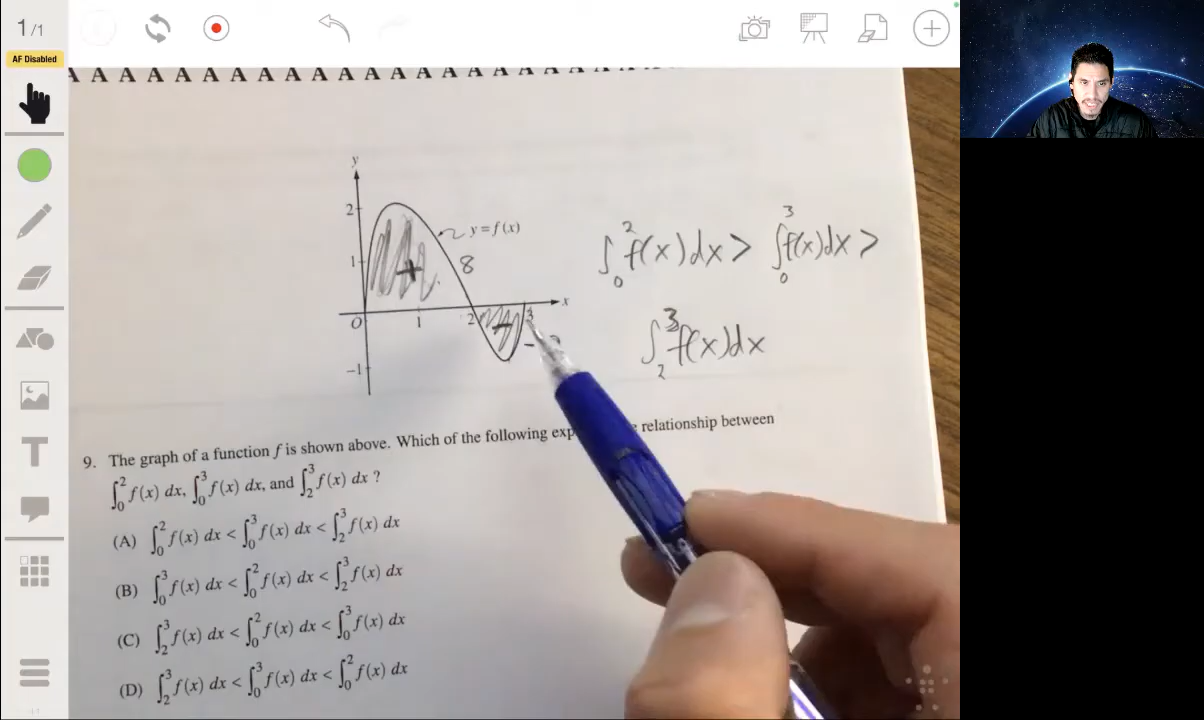 1/1
AF Disabled
A A A A A A A A A A A A A A A A A A A A A
y
2
y = f(x)
1
+
8
O
1
2
3
x
−
−1
∫₀² f(x)dx > ∫₀³ f(x)dx >
∫₂³ f(x)dx
9. The graph of a function f is shown above. Which of the following relationship between
∫₀² f(x) dx, ∫₀³ f(x) dx, and ∫₂³ f(x) dx ?
(A) ∫₀² f(x) dx < ∫₀³ f(x) dx < ∫₂³ f(x) dx
(B) ∫₀³ f(x) dx < ∫₀² f(x) dx < ∫₂³ f(x) dx
(C) ∫₂³ f(x) dx < ∫₀² f(x) dx < ∫₀³ f(x) dx
(D) ∫₂³ f(x) dx < ∫₀³ f(x) dx < ∫₀² f(x) dx
T